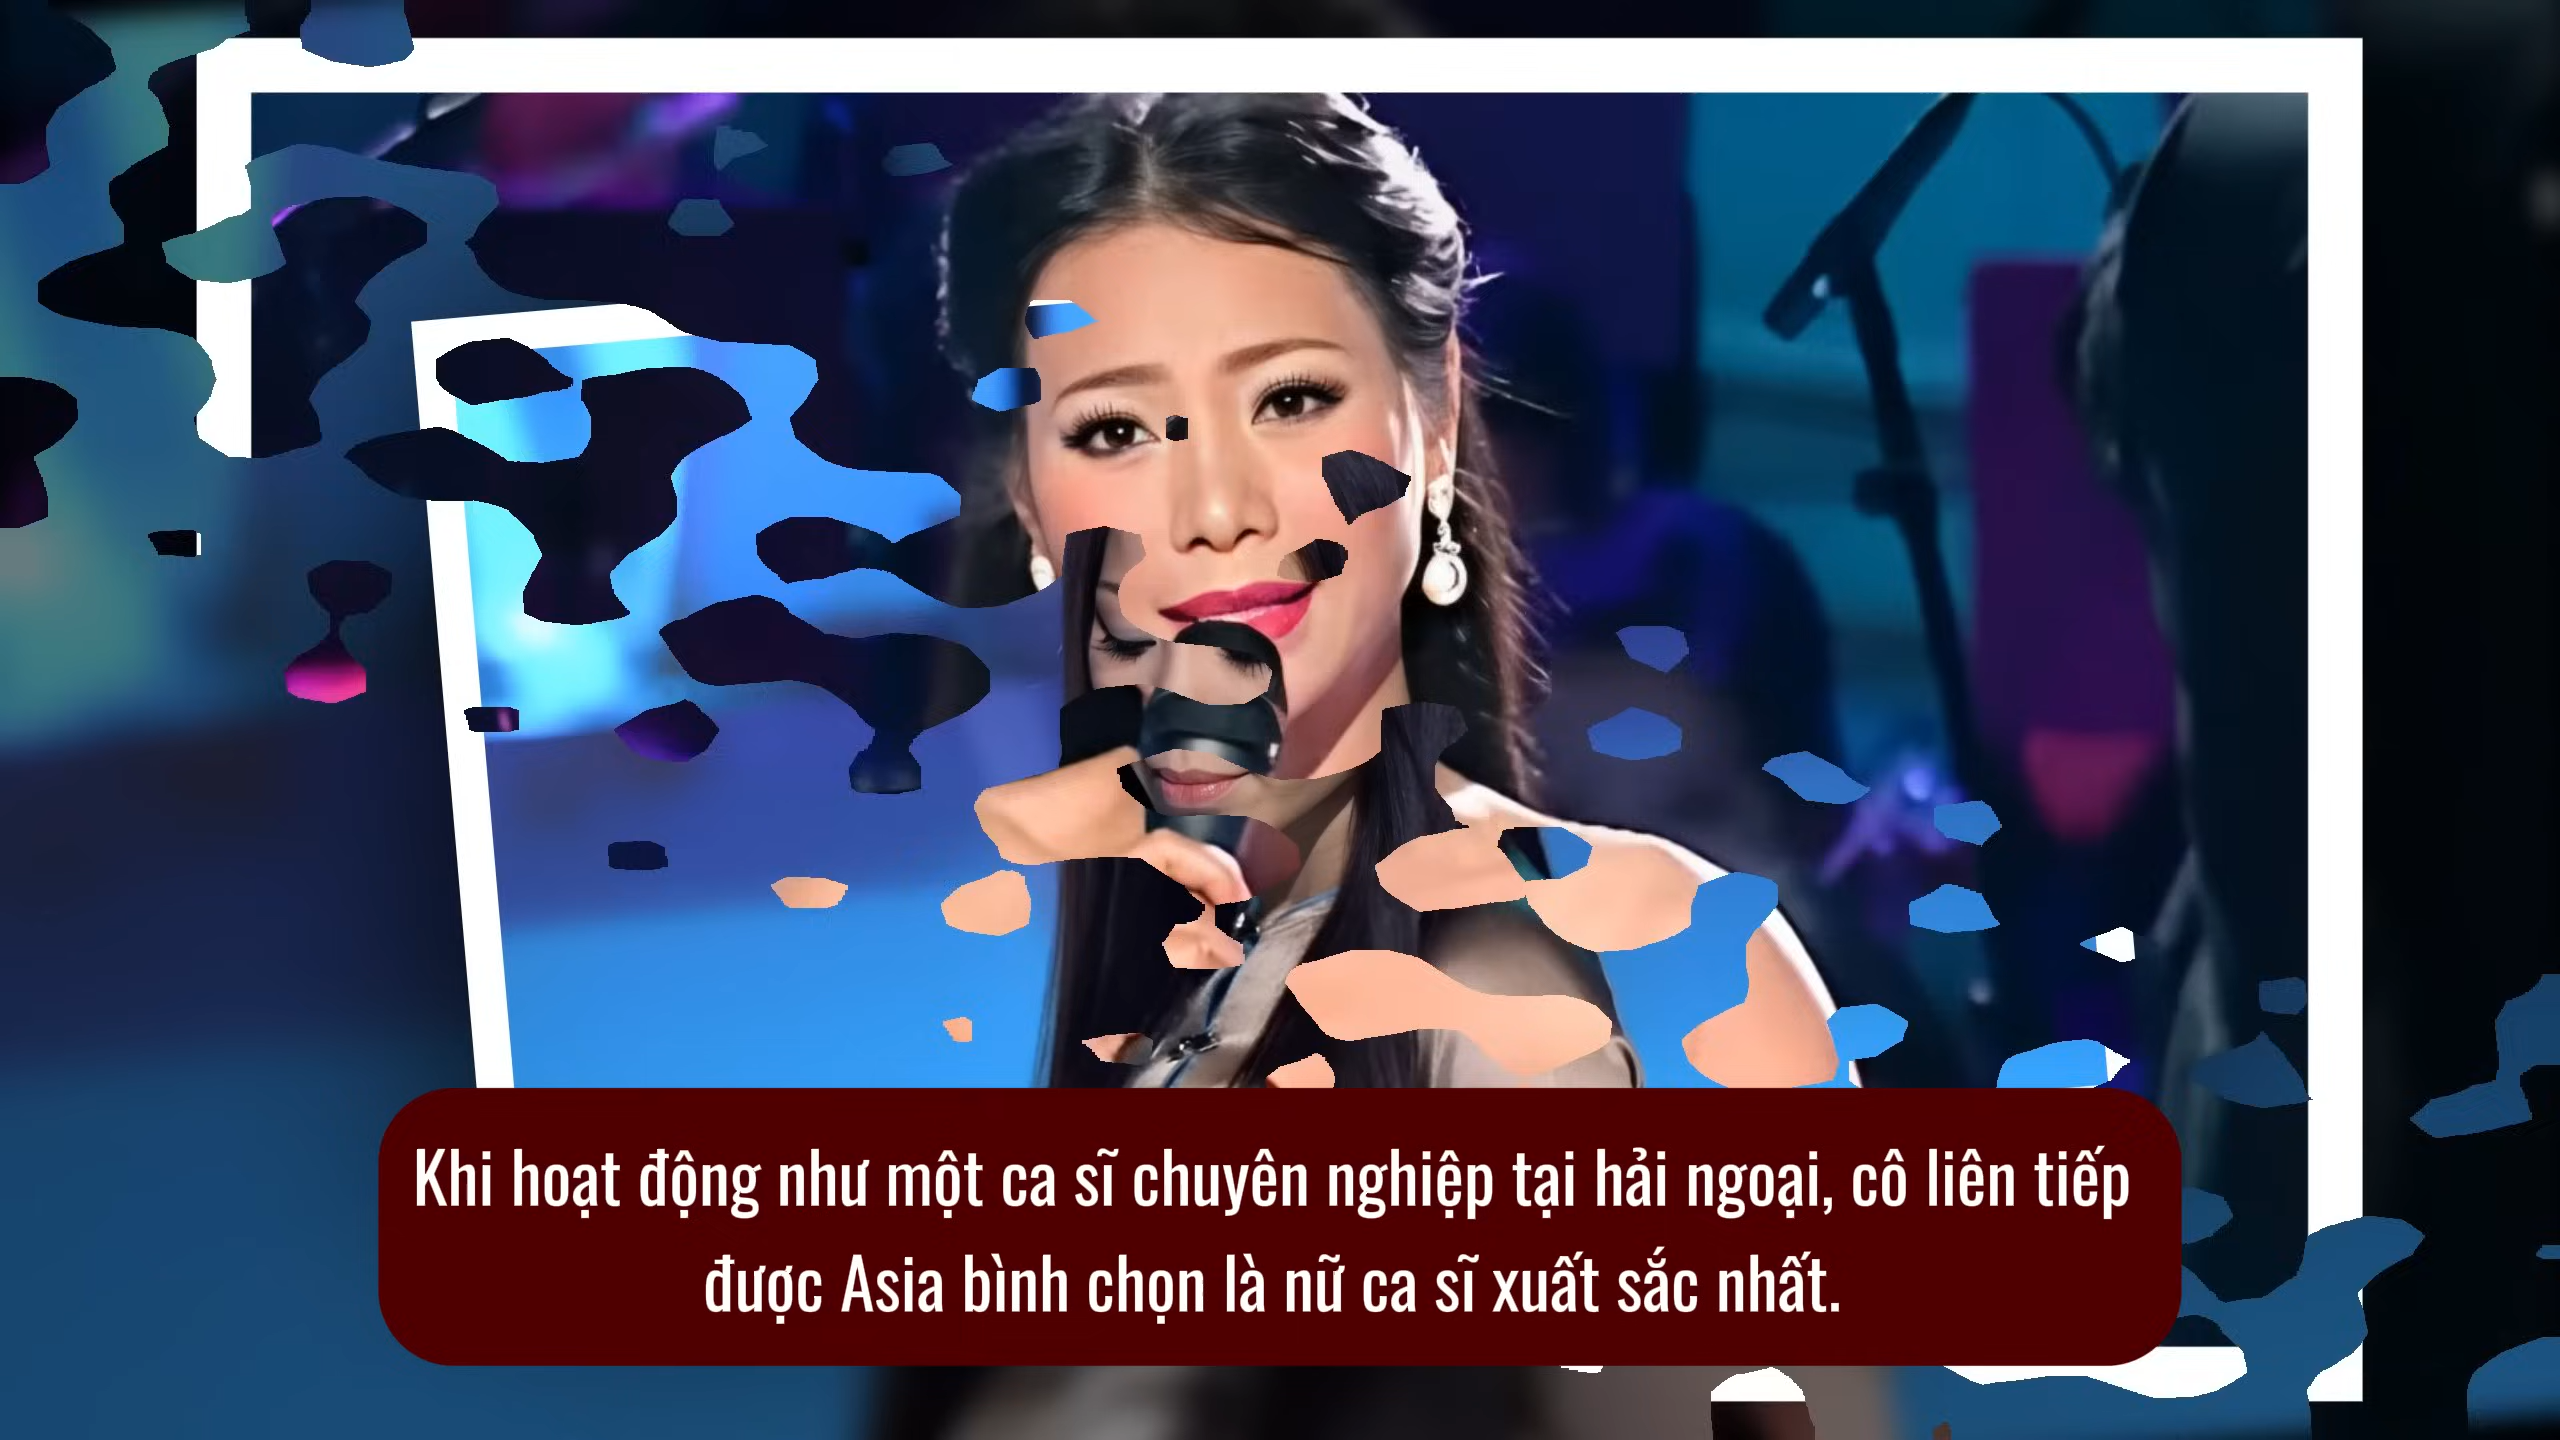 Khi hoạt động như một ca sĩ chuyên nghiệp tại hải ngoại, cô liên tiếp
được Asia bình chọn là nữ ca sĩ xuất sắc nhất.